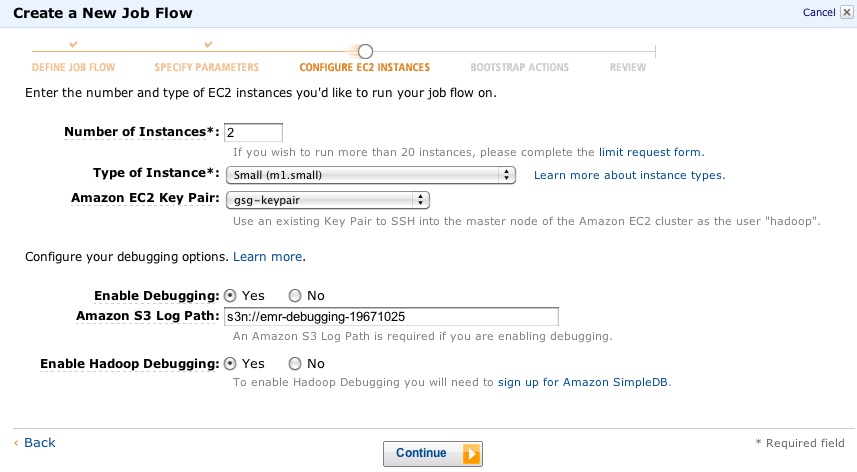 Create a New Job Flow Cancel
DEFINE JOB FLOW SPECIFY PARAMETERS CONFIGURE EC2 INSTANCES BOOTSTRAP ACTIONS REVIEW
Enter the number and type of EC2 instances you'd like to run your job flow on.
Number of Instances*: 2
If you wish to run more than 20 instances, please complete the limit request form.
Type of Instance*: Small (m1.small) Learn more about instance types.
Amazon EC2 Key Pair: gsg-keypair
Use an existing Key Pair to SSH into the master node of the Amazon EC2 cluster as the user "hadoop".
Configure your debugging options. Learn more.
Enable Debugging: Yes No
Amazon S3 Log Path: s3n://emr-debugging-19671025
An Amazon S3 Log Path is required if you are enabling debugging.
Enable Hadoop Debugging: Yes No
To enable Hadoop Debugging you will need to sign up for Amazon SimpleDB.
‹ Back * Required field
Continue